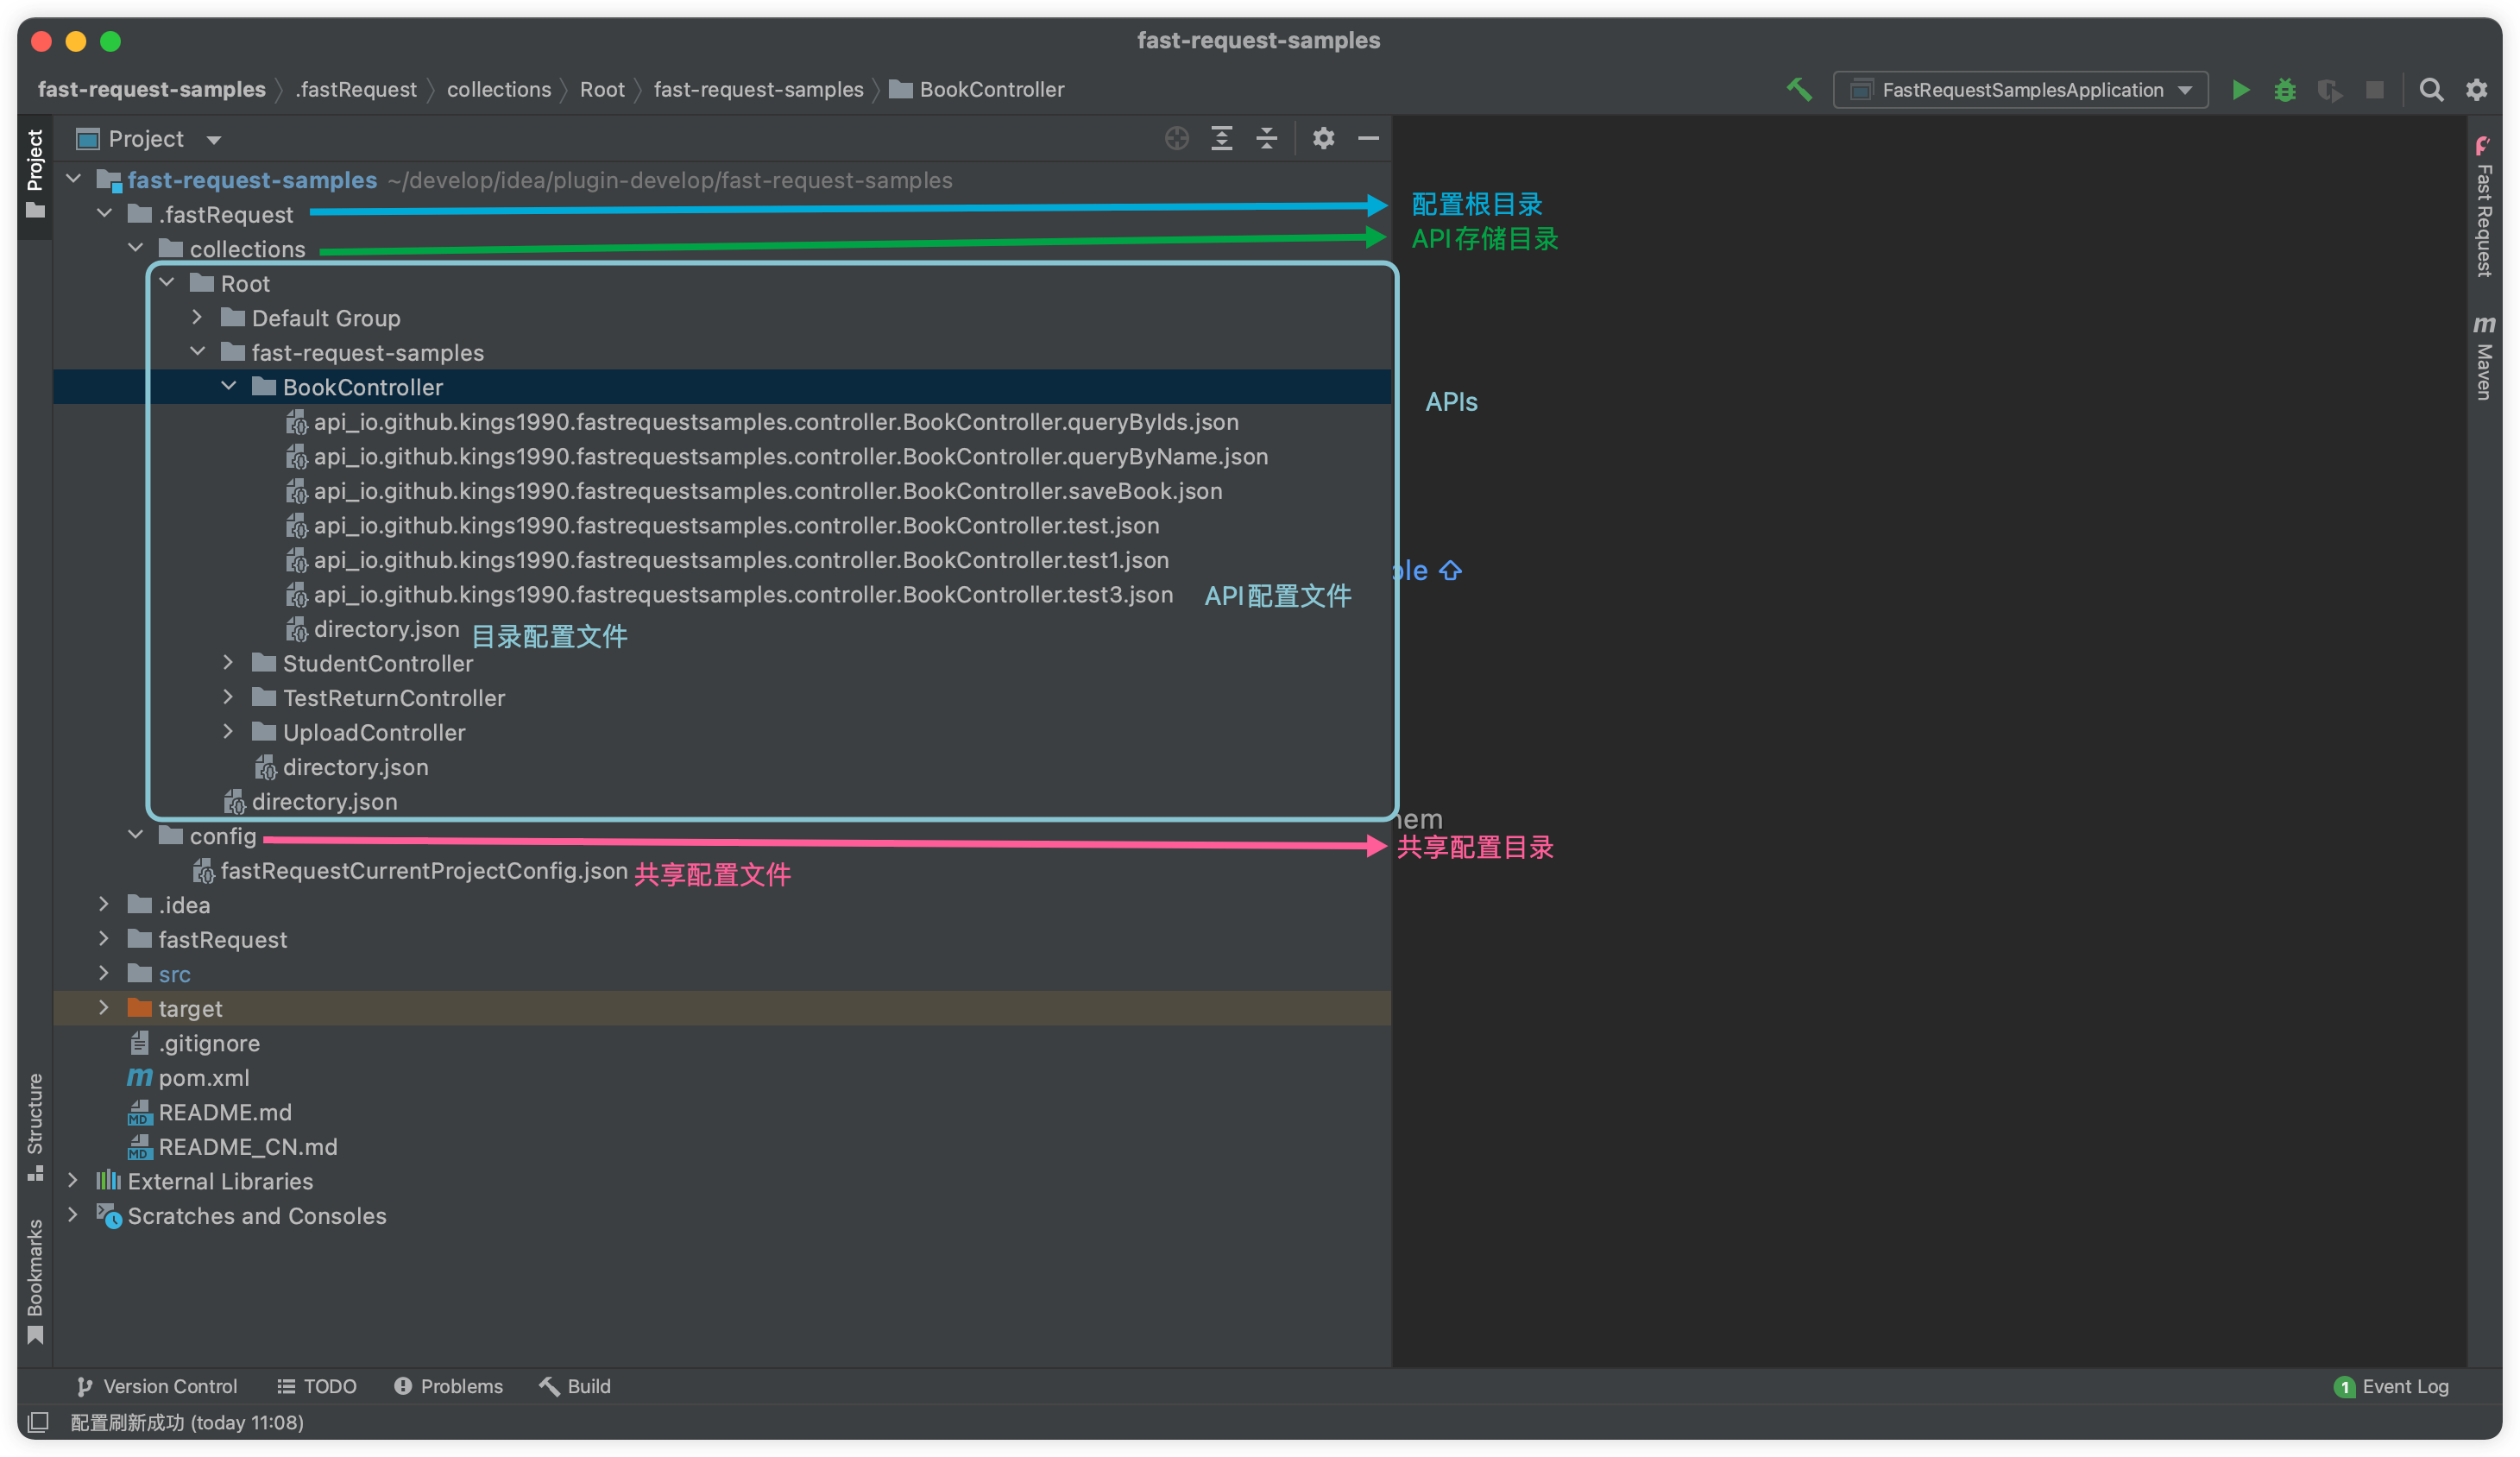 fast-request-samples
fast-request-samples .fastRequest collections Root fast-request-samples BookController
FastRequestSamplesApplication
Project
Project
fast-request-samples ~/develop/idea/plugin-develop/fast-request-samples
.fastRequest
配置根目录
collections
API存储目录
Root
Default Group
fast-request-samples
BookController
APIs
api_io.github.kings1990.fastrequestsamples.controller.BookController.queryByIds.json
api_io.github.kings1990.fastrequestsamples.controller.BookController.queryByName.json
api_io.github.kings1990.fastrequestsamples.controller.BookController.saveBook.json
api_io.github.kings1990.fastrequestsamples.controller.BookController.test.json
api_io.github.kings1990.fastrequestsamples.controller.BookController.test1.json
api_io.github.kings1990.fastrequestsamples.controller.BookController.test3.json API配置文件
directory.json 目录配置文件
StudentController
TestReturnController
UploadController
directory.json
directory.json
config
共享配置目录
fastRequestCurrentProjectConfig.json 共享配置文件
.idea
fastRequest
src
target
.gitignore
pom.xml
README.md
README_CN.md
External Libraries
Scratches and Consoles
Structure
Bookmarks
Fast Request
Maven
Version Control TODO Problems Build
1 Event Log
配置刷新成功 (today 11:08)